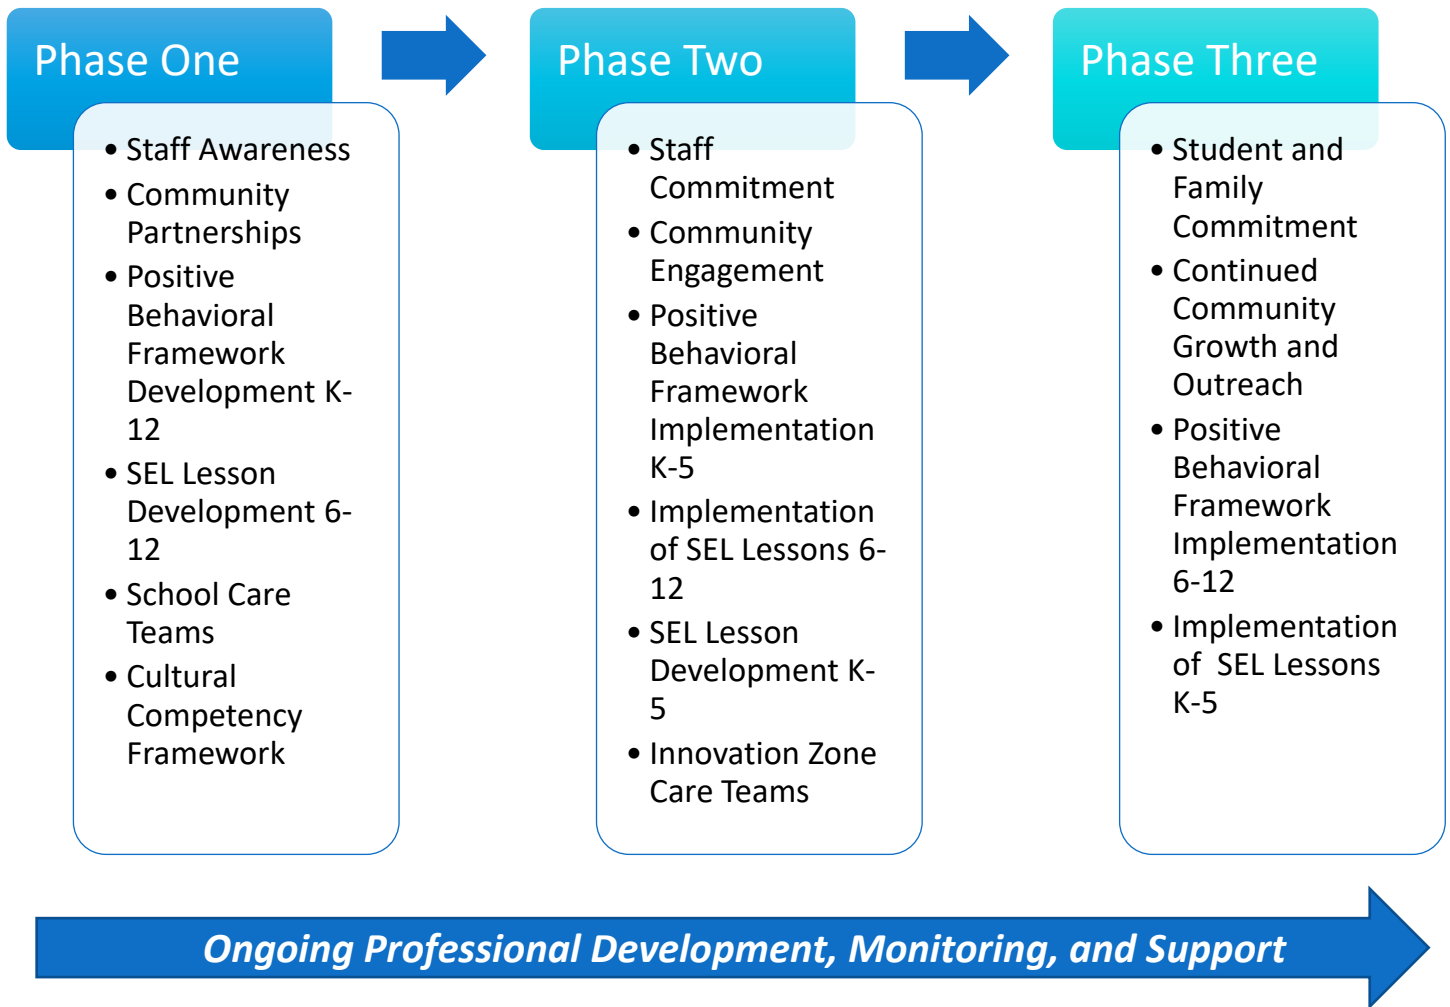 Phase One
• Staff Awareness
• Community
Partnerships
• Positive
Behavioral
Framework
Development K-
12
• SEL Lesson
Development 6-
12
• School Care
Teams
• Cultural
Competency
Framework
Phase Two
• Staff
Commitment
• Community
Engagement
• Positive
Behavioral
Framework
Implementation
K-5
• Implementation
of SEL Lessons 6-
12
• SEL Lesson
Development K-
5
• Innovation Zone
Care Teams
Phase Three
• Student and
Family
Commitment
• Continued
Community
Growth and
Outreach
• Positive
Behavioral
Framework
Implementation
6-12
• Implementation
of  SEL Lessons
K-5
Ongoing Professional Development, Monitoring, and Support